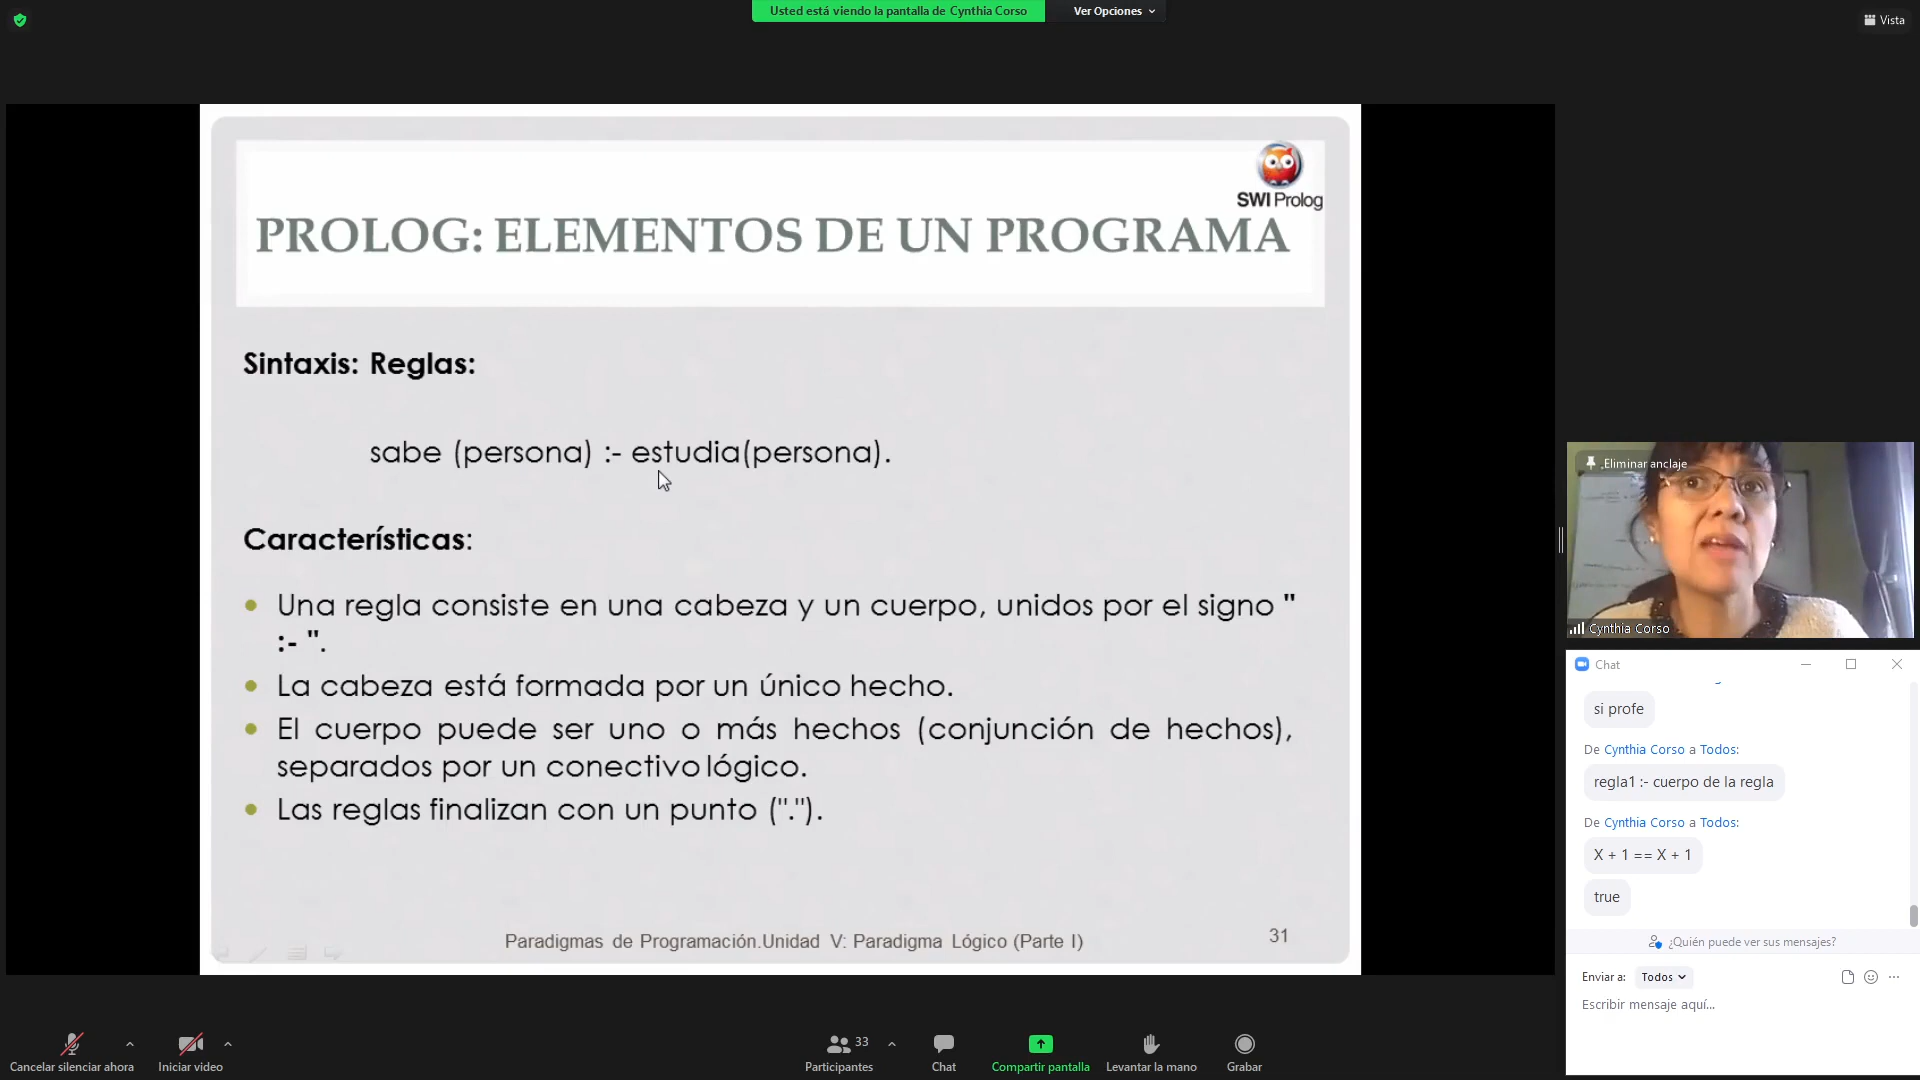 Usted está viendo la pantalla de Cynthia Corso
Ver Opciones
Vista
SWI Prolog
PROLOG: ELEMENTOS DE UN PROGRAMA
Sintaxis: Reglas:
sabe (persona) :- estudia(persona).
Características:
Una regla consiste en una cabeza y un cuerpo, unidos por el signo "
:- ".
La cabeza está formada por un único hecho.
El cuerpo puede ser uno o más hechos (conjunción de hechos),
separados por un conectivo lógico.
Las reglas finalizan con un punto (".").
Paradigmas de Programación.Unidad V: Paradigma Lógico (Parte I)
31
Eliminar anclaje
Cynthia Corso
Chat
si profe
De Cynthia Corso a Todos:
regla1 :- cuerpo de la regla
De Cynthia Corso a Todos:
X + 1 == X + 1
true
¿Quién puede ver sus mensajes?
Enviar a: Todos
Escribir mensaje aquí...
Cancelar silenciar ahora
Iniciar video
33
Participantes
Chat
Compartir pantalla
Levantar la mano
Grabar